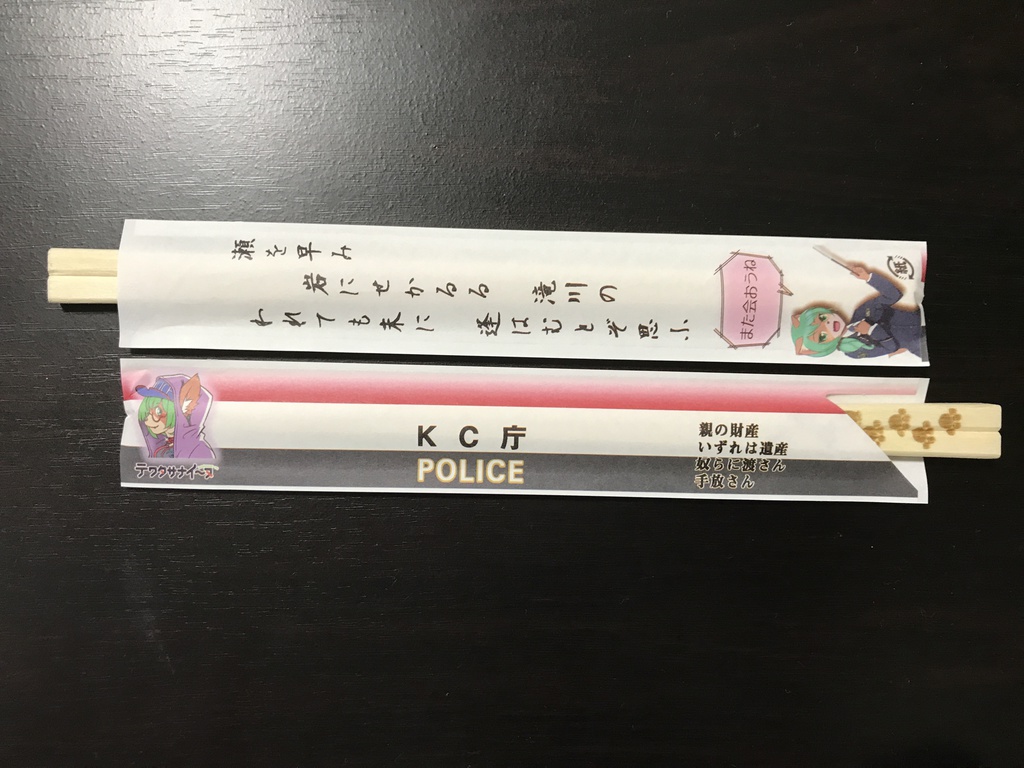 瀬を早み
岩にせかるる 滝川の
われても末に 逢はむとぞ思ふ
また会おうね
紙
テワタサナイーヌ
KC庁
POLICE
親の財産
いずれは遺産
奴らに渡さん
手放さん